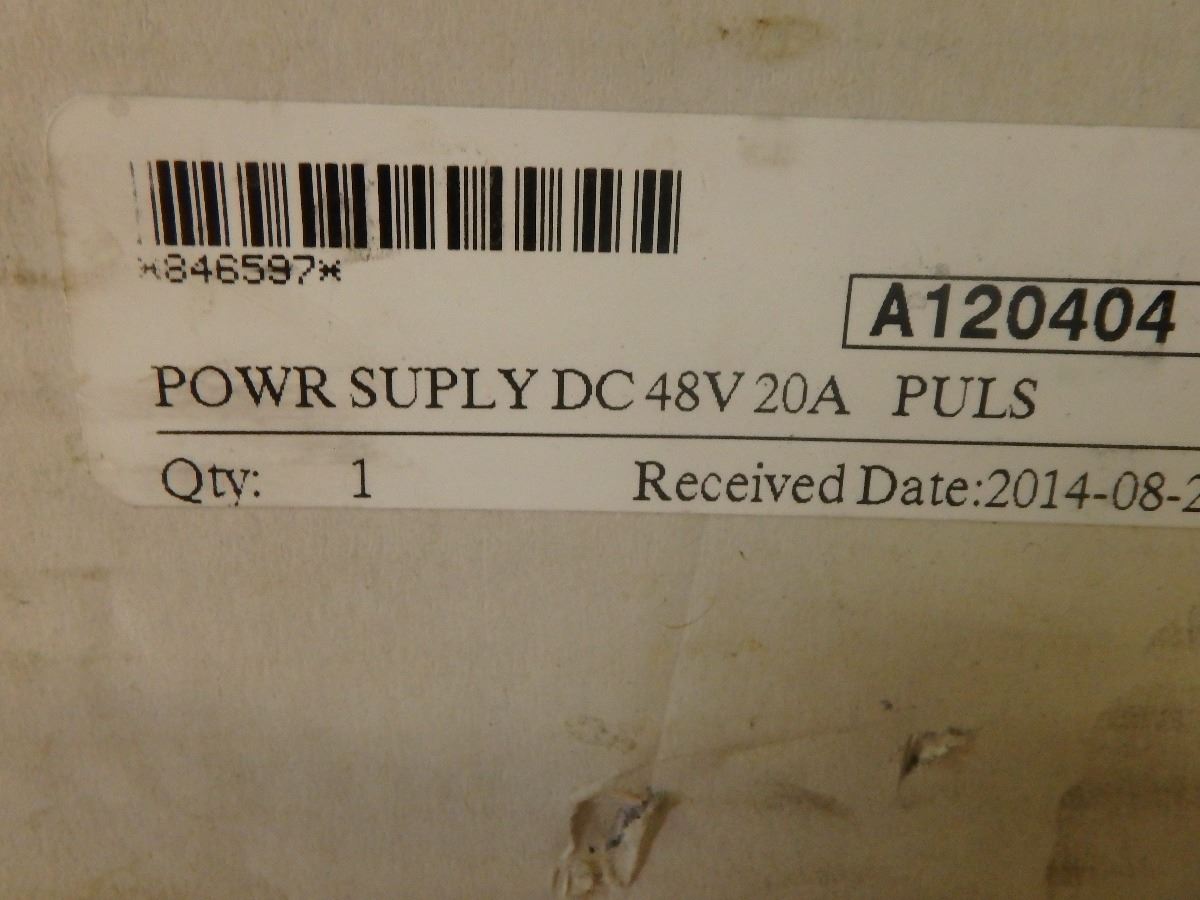 *846597*
A120404
POWR SUPLY DC 48V 20A PULS
Qty: 1 Received Date:2014-08-2